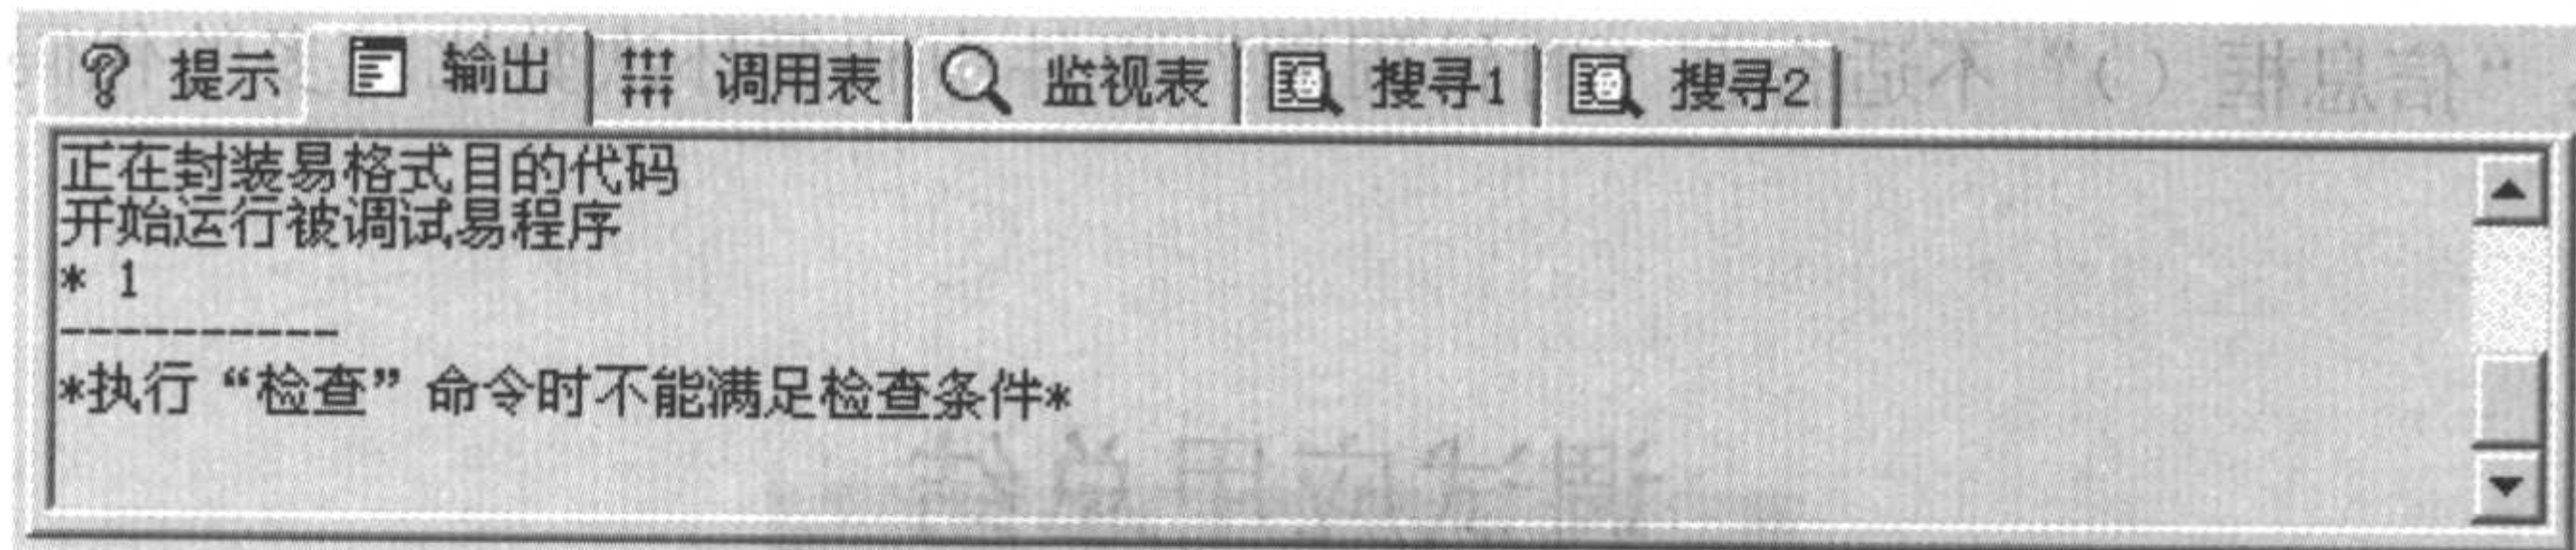 提示 输出 调用表 监视表 搜寻1 搜寻2
正在封装易格式目的代码
开始运行被调试易程序
* 1
----------
*执行“检查”命令时不能满足检查条件*